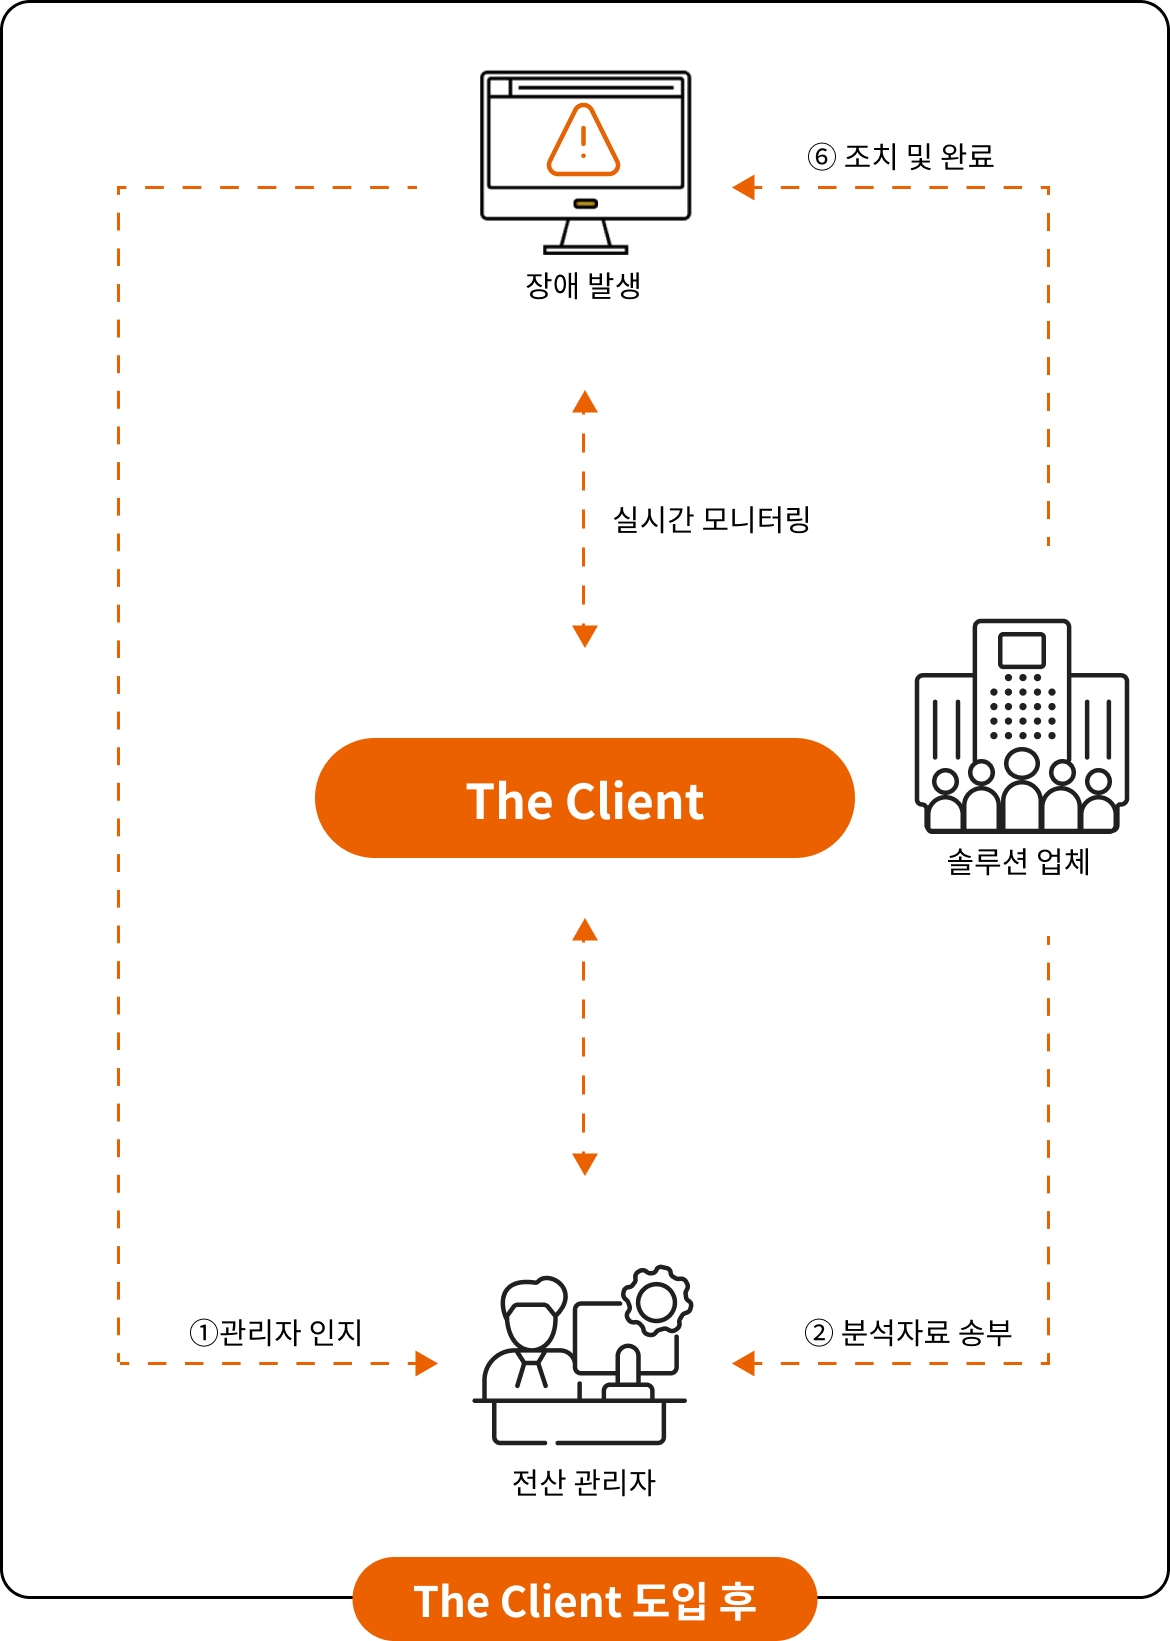 ⑥ 조치 및 완료
장애 발생
실시간 모니터링
The Client
솔루션 업체
①관리자 인지
② 분석자료 송부
전산 관리자
The Client 도입 후